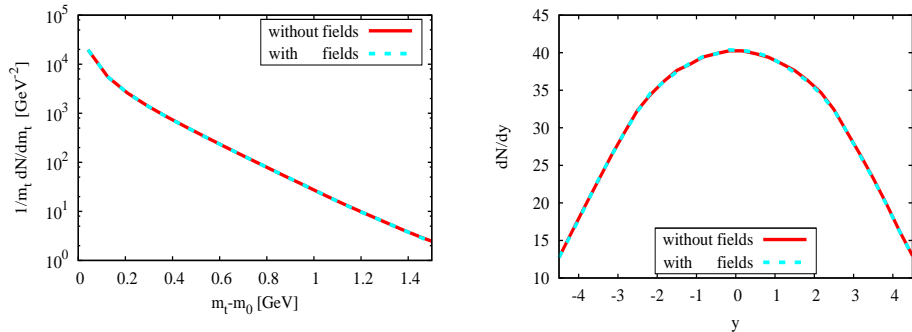 10^5
10^4
10^3
10^2
10^1
10^0
1/m_t dN/dm_t [GeV^-2]
without fields
with fields
0 0.2 0.4 0.6 0.8 1 1.2 1.4
m_t-m_0 [GeV]
45
40
35
30
25
20
15
10
dN/dy
without fields
with fields
-4 -3 -2 -1 0 1 2 3 4
y